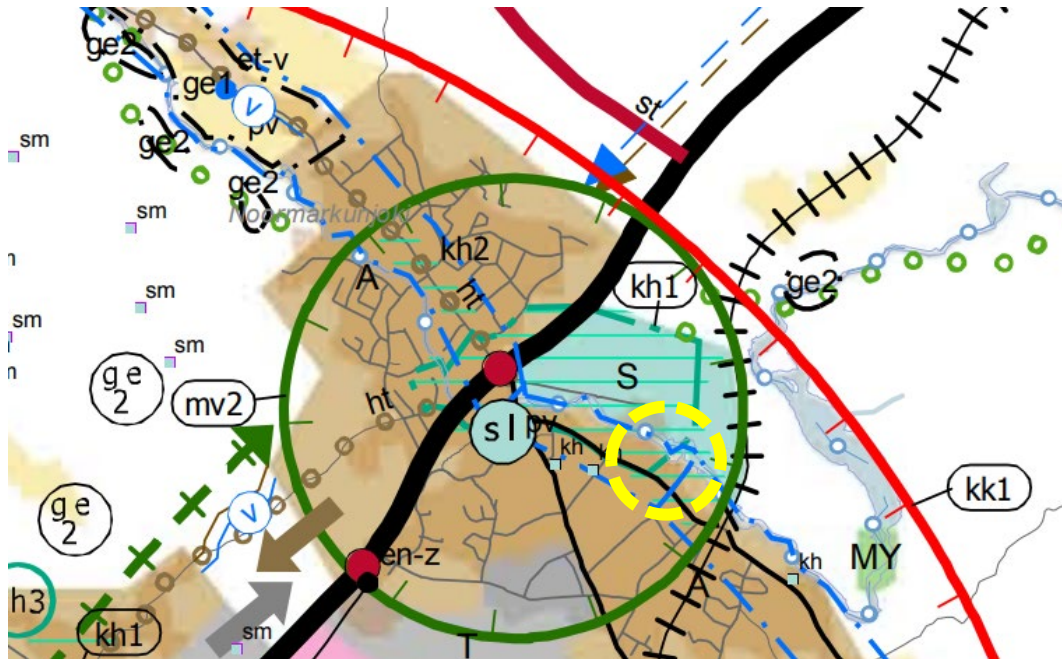 ge2
et-v
ge1
v
pv
ge2
ge2
sm
sm
Noormarkunjoki
st
kh2
A
ht
kh1
ge2
sm
sm
sm
ge
2
mv2
ht
S
sl
pv
kh
kk1
ge
2
v
en-z
MY
kh
h3
kh1
sm
T